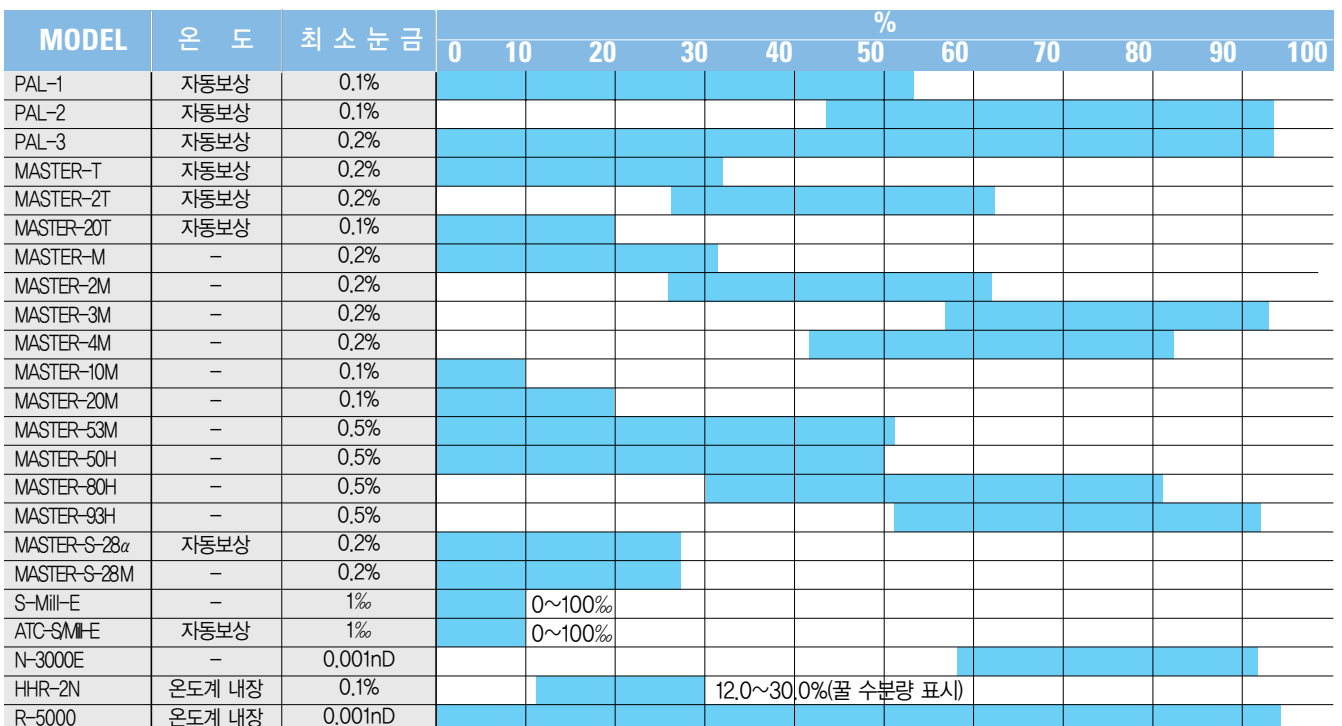 %
MODEL 온 도 최 소 눈 금 0 10 20 30 40 50 60 70 80 90 100
PAL-1 자동보상 0.1%
PAL-2 자동보상 0.1%
PAL-3 자동보상 0.2%
MASTER-T 자동보상 0.2%
MASTER-2T 자동보상 0.2%
MASTER-20T 자동보상 0.1%
MASTER-M – 0.2%
MASTER-2M – 0.2%
MASTER-3M – 0.2%
MASTER-4M – 0.2%
MASTER-10M – 0.1%
MASTER-20M – 0.1%
MASTER-53M – 0.5%
MASTER-50H – 0.5%
MASTER-80H – 0.5%
MASTER-93H – 0.5%
MASTER-S-28α 자동보상 0.2%
MASTER-S-28M – 0.2%
S-Mill-E – 1‰ 0~100‰
ATC-S/Mill-E 자동보상 1‰ 0~100‰
N-3000E – 0.001nD
HHR-2N 온도계 내장 0.1% 12.0~30.0%(꿀 수분량 표시)
R-5000 온도계 내장 0.001nD